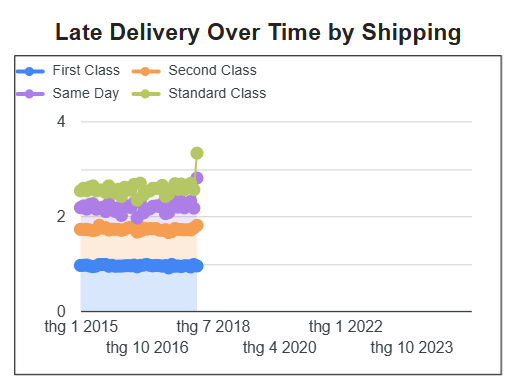 Late Delivery Over Time by Shipping
First Class Second Class
Same Day Standard Class
4
2
0
thg 1 2015 thg 7 2018 thg 1 2022
thg 10 2016 thg 4 2020 thg 10 2023